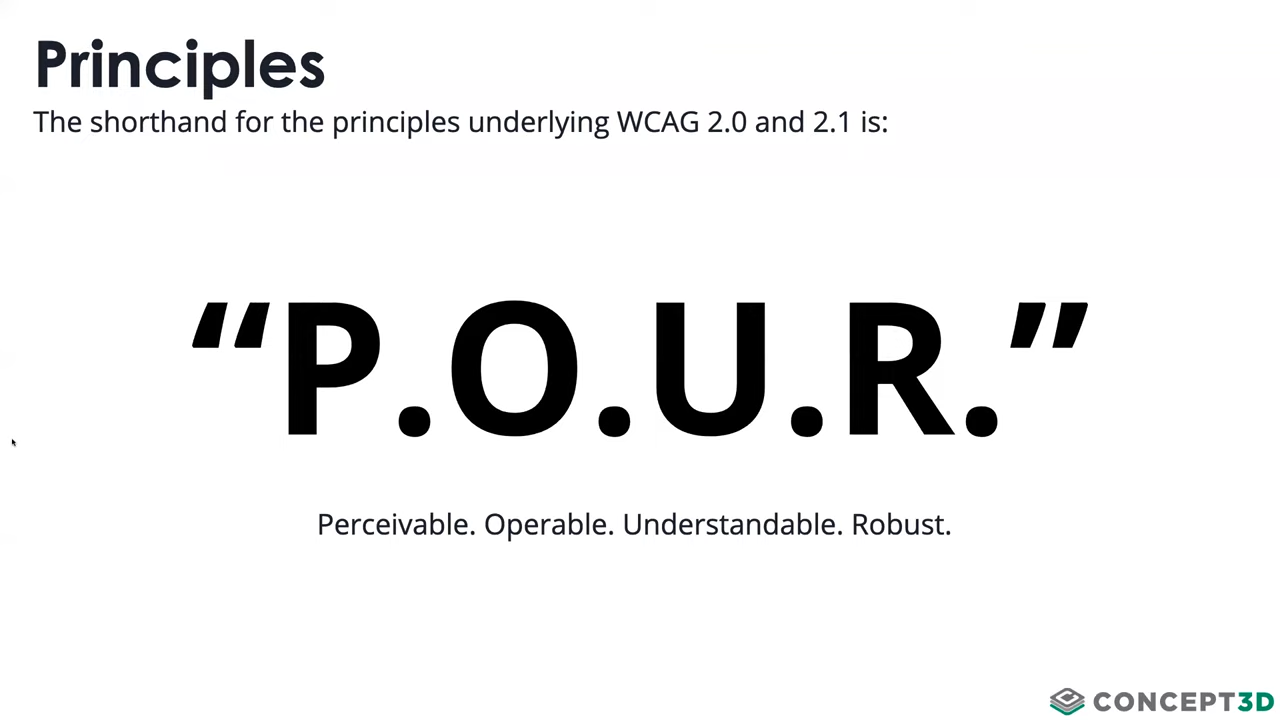 Principles
The shorthand for the principles underlying WCAG 2.0 and 2.1 is:
“P.O.U.R.”
Perceivable. Operable. Understandable. Robust.
CONCEPT3D